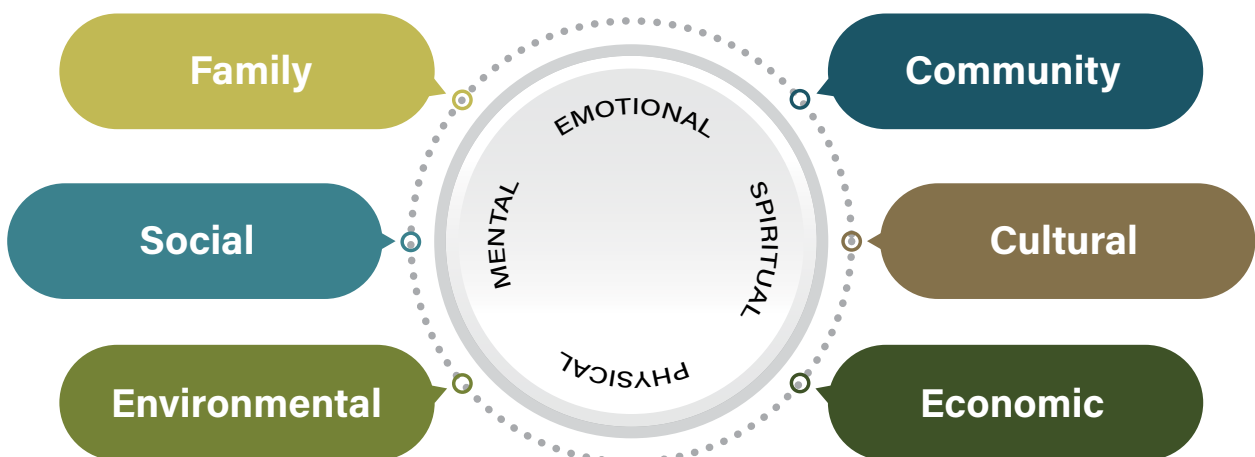 Family
Community
EMOTIONAL
MENTAL
SPIRITUAL
Social
Cultural
PHYSICAL
Environmental
Economic